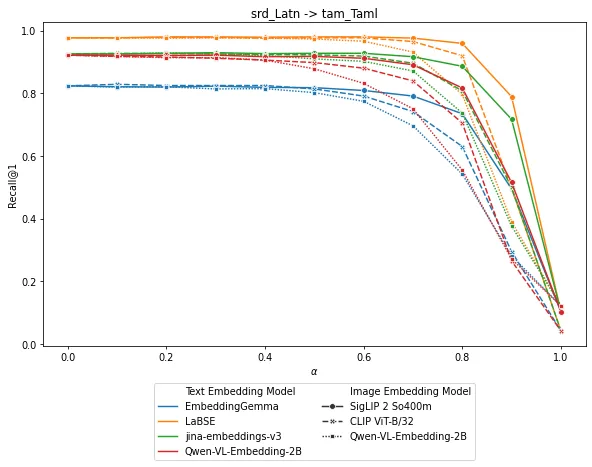 srd_Latn -> tam_Taml
1.0
0.8
0.6
0.4
0.2
0.0
Recall@1
0.0 0.2 0.4 0.6 0.8 1.0
α
Text Embedding Model Image Embedding Model
EmbeddingGemma SigLIP 2 So400m
LaBSE CLIP ViT-B/32
jina-embeddings-v3 Qwen-VL-Embedding-2B
Qwen-VL-Embedding-2B